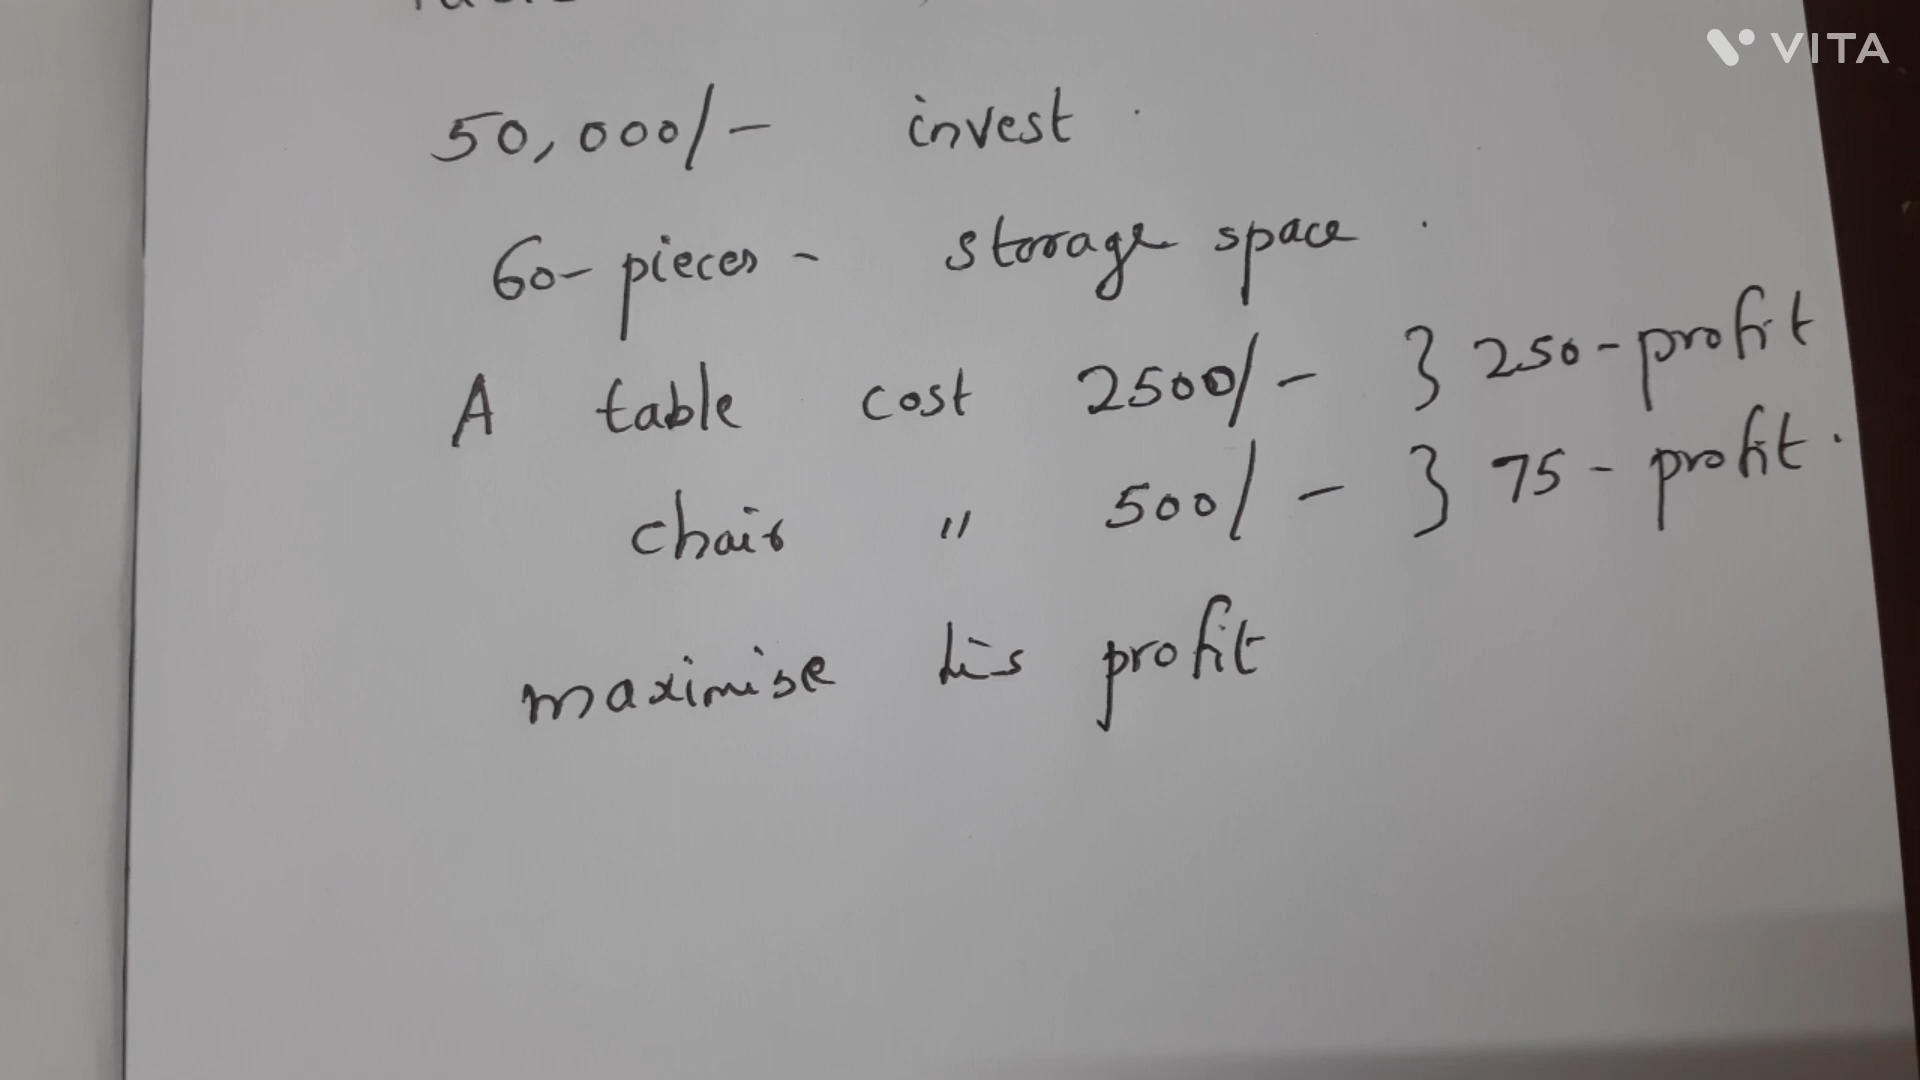 VITA
50,000/- invest .
60-pieces - storage space .
A table cost 2500/- } 250-profit
chair " 500/- } 75 - profit .
maximise his profit